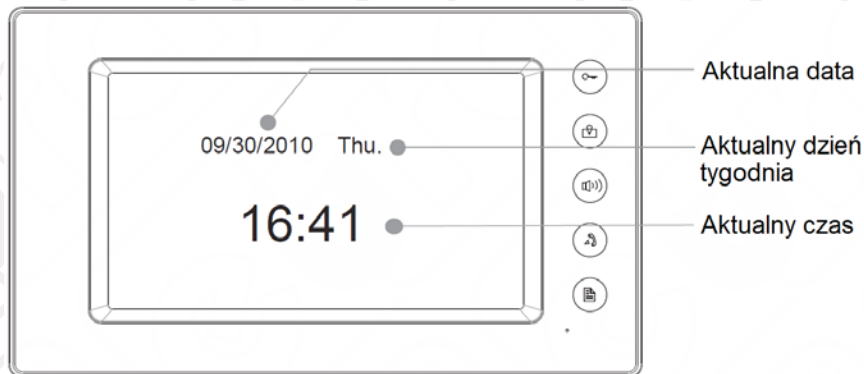 Aktualna data
09/30/2010 Thu.
Aktualny dzień
tygodnia
16:41
Aktualny czas